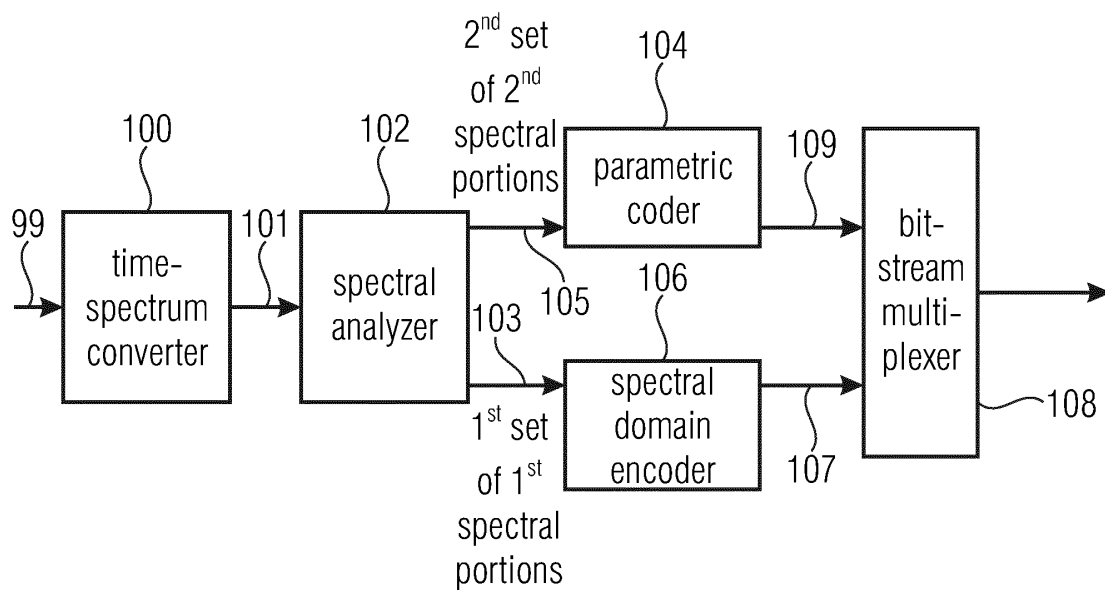 99
100
time-
spectrum
converter
101
102
spectral
analyzer
2nd set
of 2nd
spectral
portions
105
103
1st set
of 1st
spectral
portions
104
parametric
coder
109
106
spectral
domain
encoder
107
bit-
stream
multi-
plexer
108